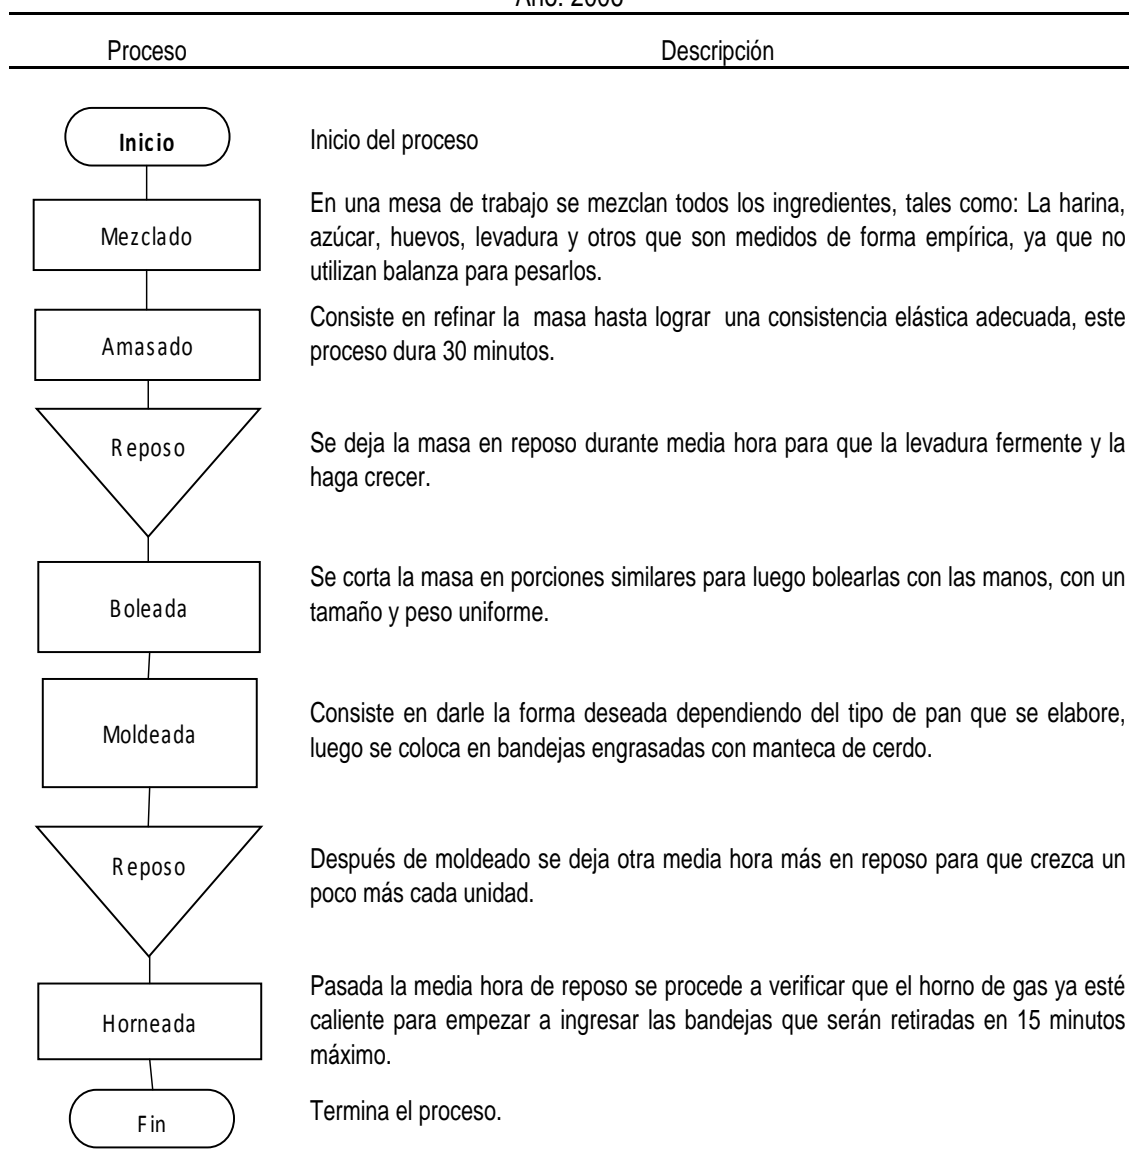 Proceso Descripción
Inicio
Inicio del proceso
Mezclado
En una mesa de trabajo se mezclan todos los ingredientes, tales como: La harina,
azúcar, huevos, levadura y otros que son medidos de forma empírica, ya que no
utilizan balanza para pesarlos.
Amasado
Consiste en refinar la masa hasta lograr una consistencia elástica adecuada, este
proceso dura 30 minutos.
Reposo
Se deja la masa en reposo durante media hora para que la levadura fermente y la
haga crecer.
Boleada
Se corta la masa en porciones similares para luego bolearlas con las manos, con un
tamaño y peso uniforme.
Moldeada
Consiste en darle la forma deseada dependiendo del tipo de pan que se elabore,
luego se coloca en bandejas engrasadas con manteca de cerdo.
Reposo
Después de moldeado se deja otra media hora más en reposo para que crezca un
poco más cada unidad.
Horneada
Pasada la media hora de reposo se procede a verificar que el horno de gas ya esté
caliente para empezar a ingresar las bandejas que serán retiradas en 15 minutos
máximo.
Fin
Termina el proceso.